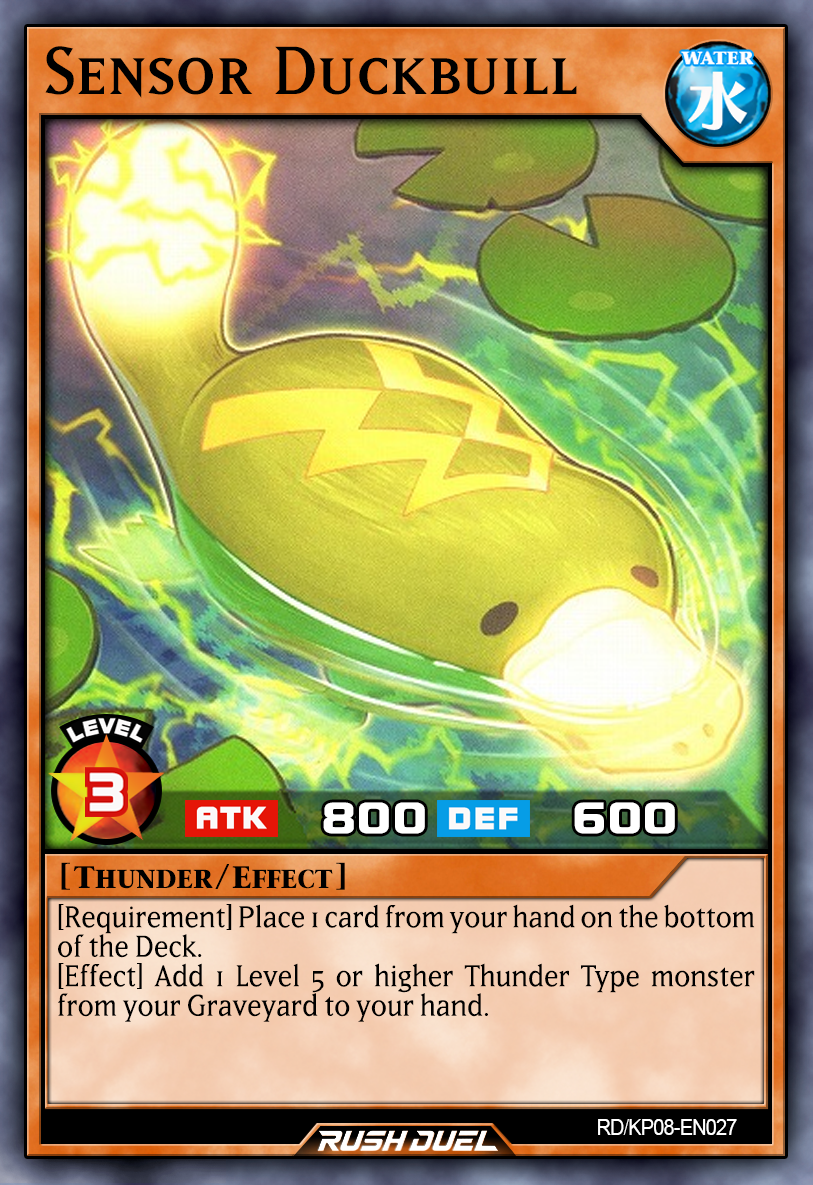 Sensor Duckbuill
WATER
水
LEVEL
3
ATK 800 DEF 600
[Thunder/Effect]
[Requirement] Place 1 card from your hand on the bottom
of the Deck.
[Effect] Add 1 Level 5 or higher Thunder Type monster
from your Graveyard to your hand.
RD/KP08-EN027
RUSH DUEL